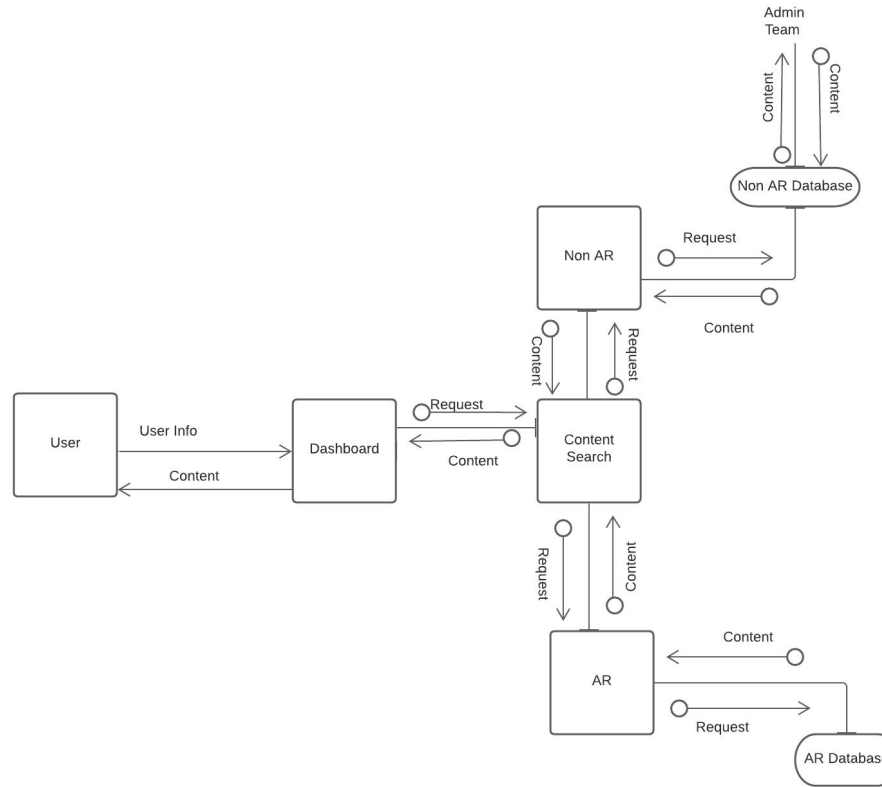 Admin
Team
Content
Content
Non AR Database
Non AR
Request
Content
Content
Request
User
User Info
Content
Dashboard
Request
Content
Content
Search
Request
Content
AR
Content
Request
AR Database